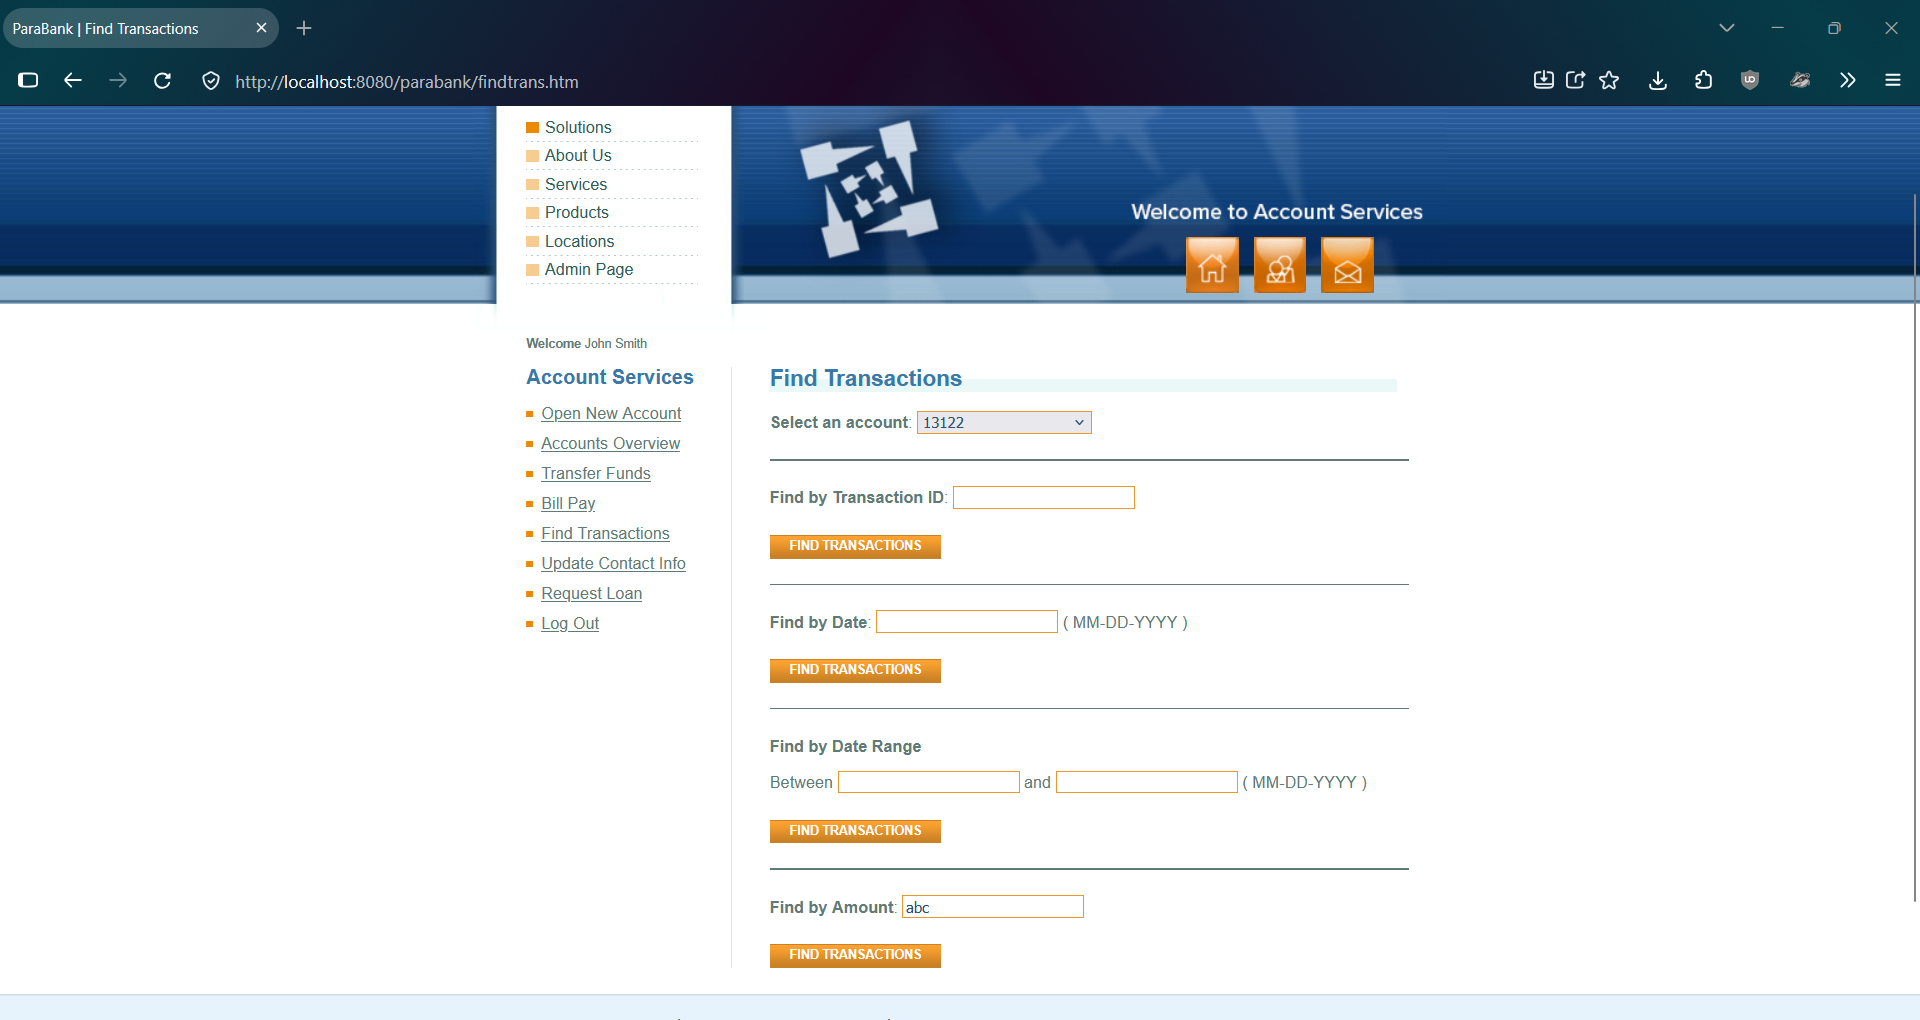 ParaBank | Find Transactions
http://localhost:8080/parabank/findtrans.htm
Solutions
About Us
Services
Products
Locations
Admin Page
Welcome to Account Services
Welcome John Smith
Account Services
Open New Account
Accounts Overview
Transfer Funds
Bill Pay
Find Transactions
Update Contact Info
Request Loan
Log Out
Find Transactions
Select an account: 13122
Find by Transaction ID:
FIND TRANSACTIONS
Find by Date: ( MM-DD-YYYY )
FIND TRANSACTIONS
Find by Date Range
Between and ( MM-DD-YYYY )
FIND TRANSACTIONS
Find by Amount: abc
FIND TRANSACTIONS